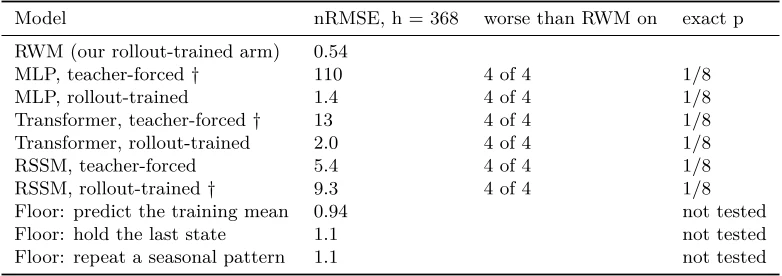 Model nRMSE, h = 368 worse than RWM on exact p
RWM (our rollout-trained arm) 0.54
MLP, teacher-forced † 110 4 of 4 1/8
MLP, rollout-trained 1.4 4 of 4 1/8
Transformer, teacher-forced † 13 4 of 4 1/8
Transformer, rollout-trained 2.0 4 of 4 1/8
RSSM, teacher-forced 5.4 4 of 4 1/8
RSSM, rollout-trained † 9.3 4 of 4 1/8
Floor: predict the training mean 0.94 not tested
Floor: hold the last state 1.1 not tested
Floor: repeat a seasonal pattern 1.1 not tested